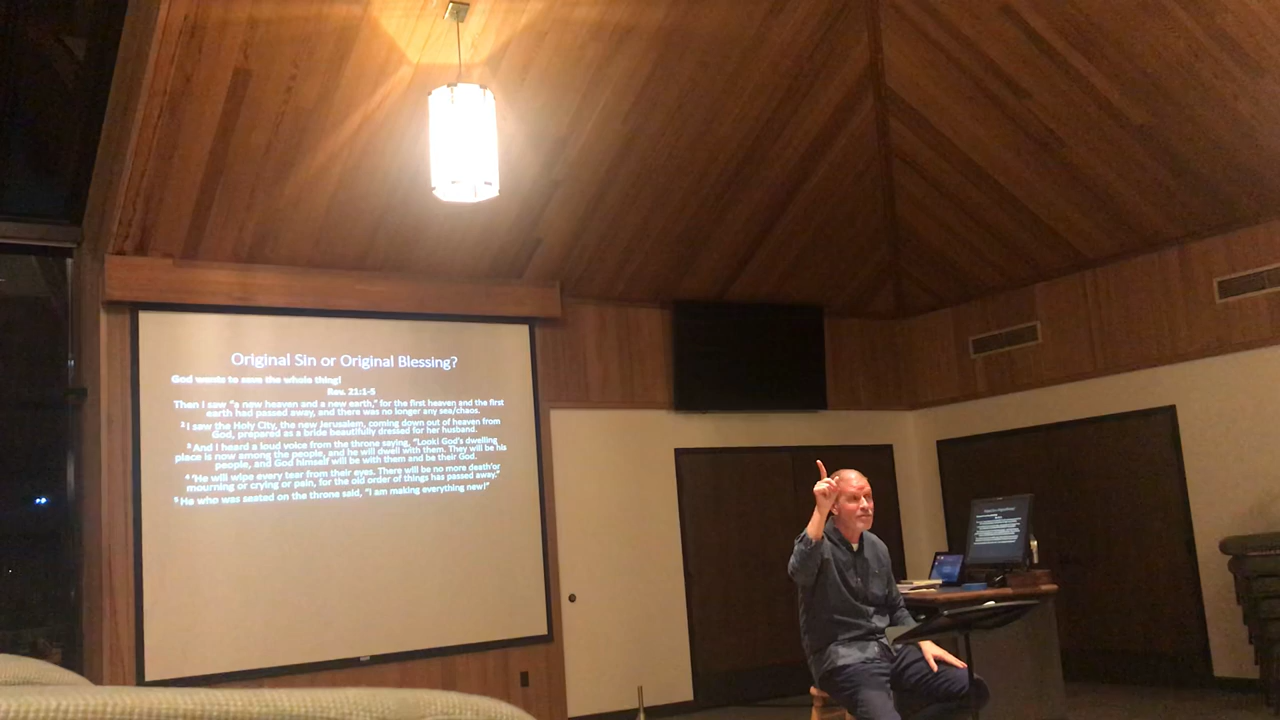 Original Sin or Original Blessing?
God wants to save the whole thing!
Rev. 21:1-5
Then I saw "a new heaven and a new earth," for the first heaven and the first
earth had passed away, and there was no longer any sea/chaos.
2 I saw the Holy City, the new Jerusalem, coming down out of heaven from
God, prepared as a bride beautifully dressed for her husband.
3 And I heard a loud voice from the throne saying, "Look! God's dwelling
place is now among the people, and he will dwell with them. They will be his
people, and God himself will be with them and be their God.
4 "He will wipe every tear from their eyes. There will be no more death'or
mourning or crying or pain, for the old order of things has passed away."
5 He who was seated on the throne said, "I am making everything new!"